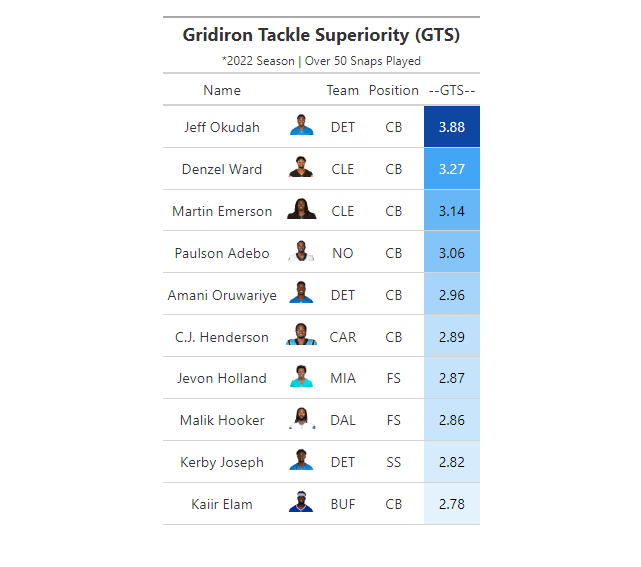 Gridiron Tackle Superiority (GTS)
*2022 Season | Over 50 Snaps Played
Name Team Position --GTS--
Jeff Okudah DET CB 3.88
Denzel Ward CLE CB 3.27
Martin Emerson CLE CB 3.14
Paulson Adebo NO CB 3.06
Amani Oruwariye DET CB 2.96
C.J. Henderson CAR CB 2.89
Jevon Holland MIA FS 2.87
Malik Hooker DAL FS 2.86
Kerby Joseph DET SS 2.82
Kaiir Elam BUF CB 2.78